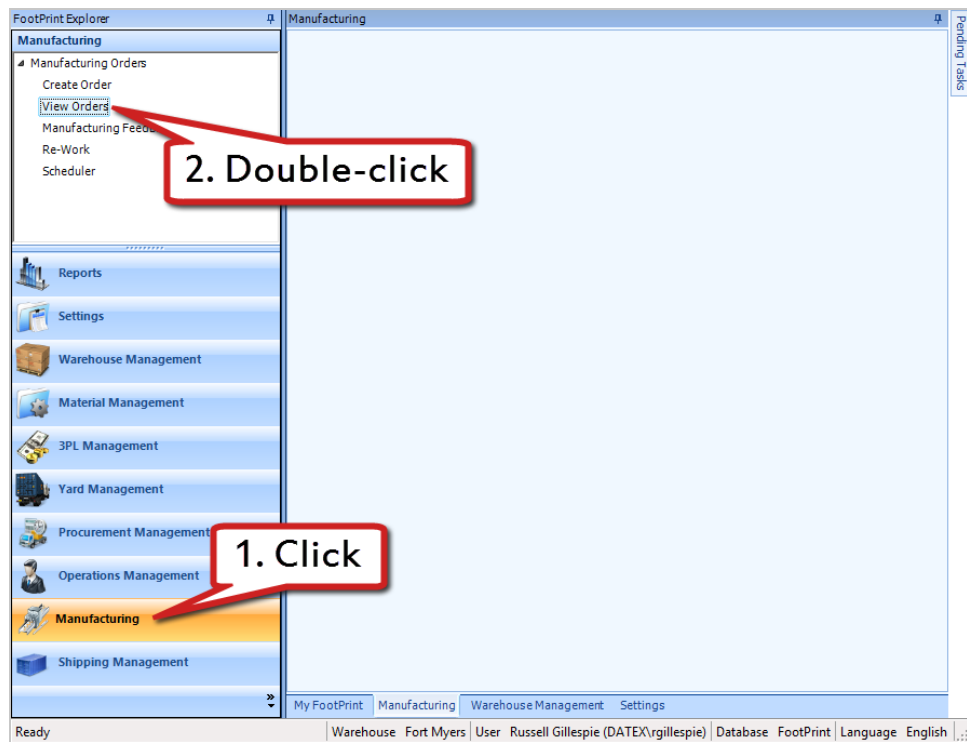 FootPrint Explorer
Manufacturing
Manufacturing
Manufacturing Orders
Create Order
View Orders
Manufacturing Feed
Re-Work
Scheduler
2. Double-click
Reports
Settings
Warehouse Management
Material Management
3PL Management
Yard Management
Procurement Management
Operations Management
1. Click
Manufacturing
Shipping Management
Pending Tasks
My FootPrint Manufacturing Warehouse Management Settings
Ready Warehouse Fort Myers User Russell Gillespie (DATEX\rgillespie) Database FootPrint Language English